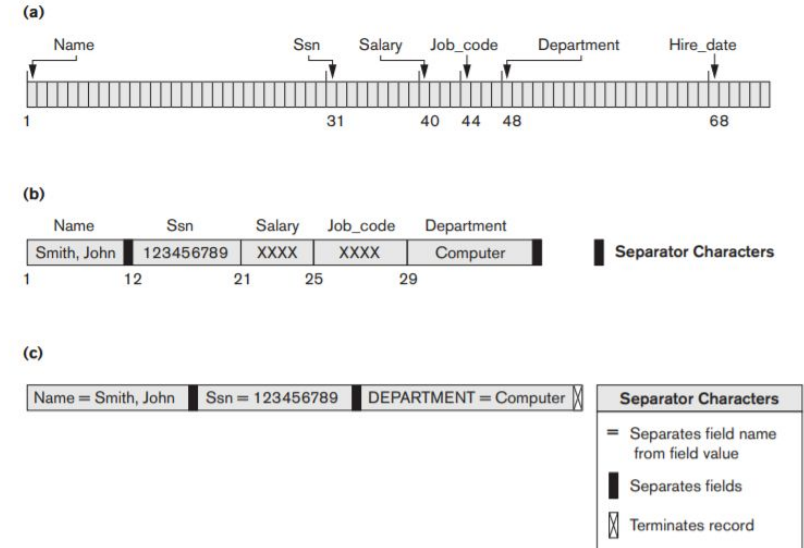 (a)
Name Ssn Salary Job_code Department Hire_date
1 31 40 44 48 68
(b)
Name Ssn Salary Job_code Department
Smith, John 123456789 XXXX XXXX Computer Separator Characters
1 12 21 25 29
(c)
Name = Smith, John Ssn = 123456789 DEPARTMENT = Computer
Separator Characters
= Separates field name
from field value
Separates fields
Terminates record